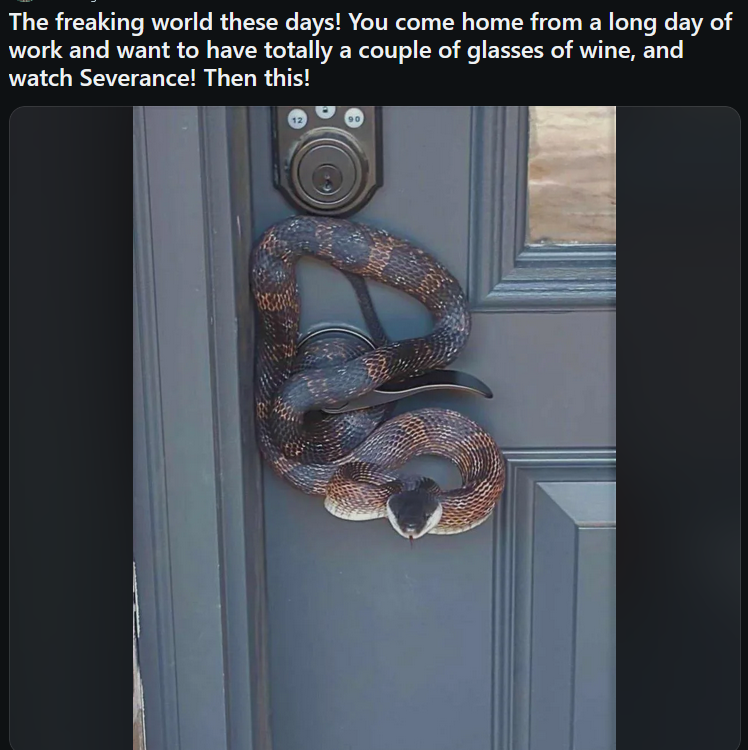 The freaking world these days! You come home from a long day of
work and want to have totally a couple of glasses of wine, and
watch Severance! Then this!
12
90